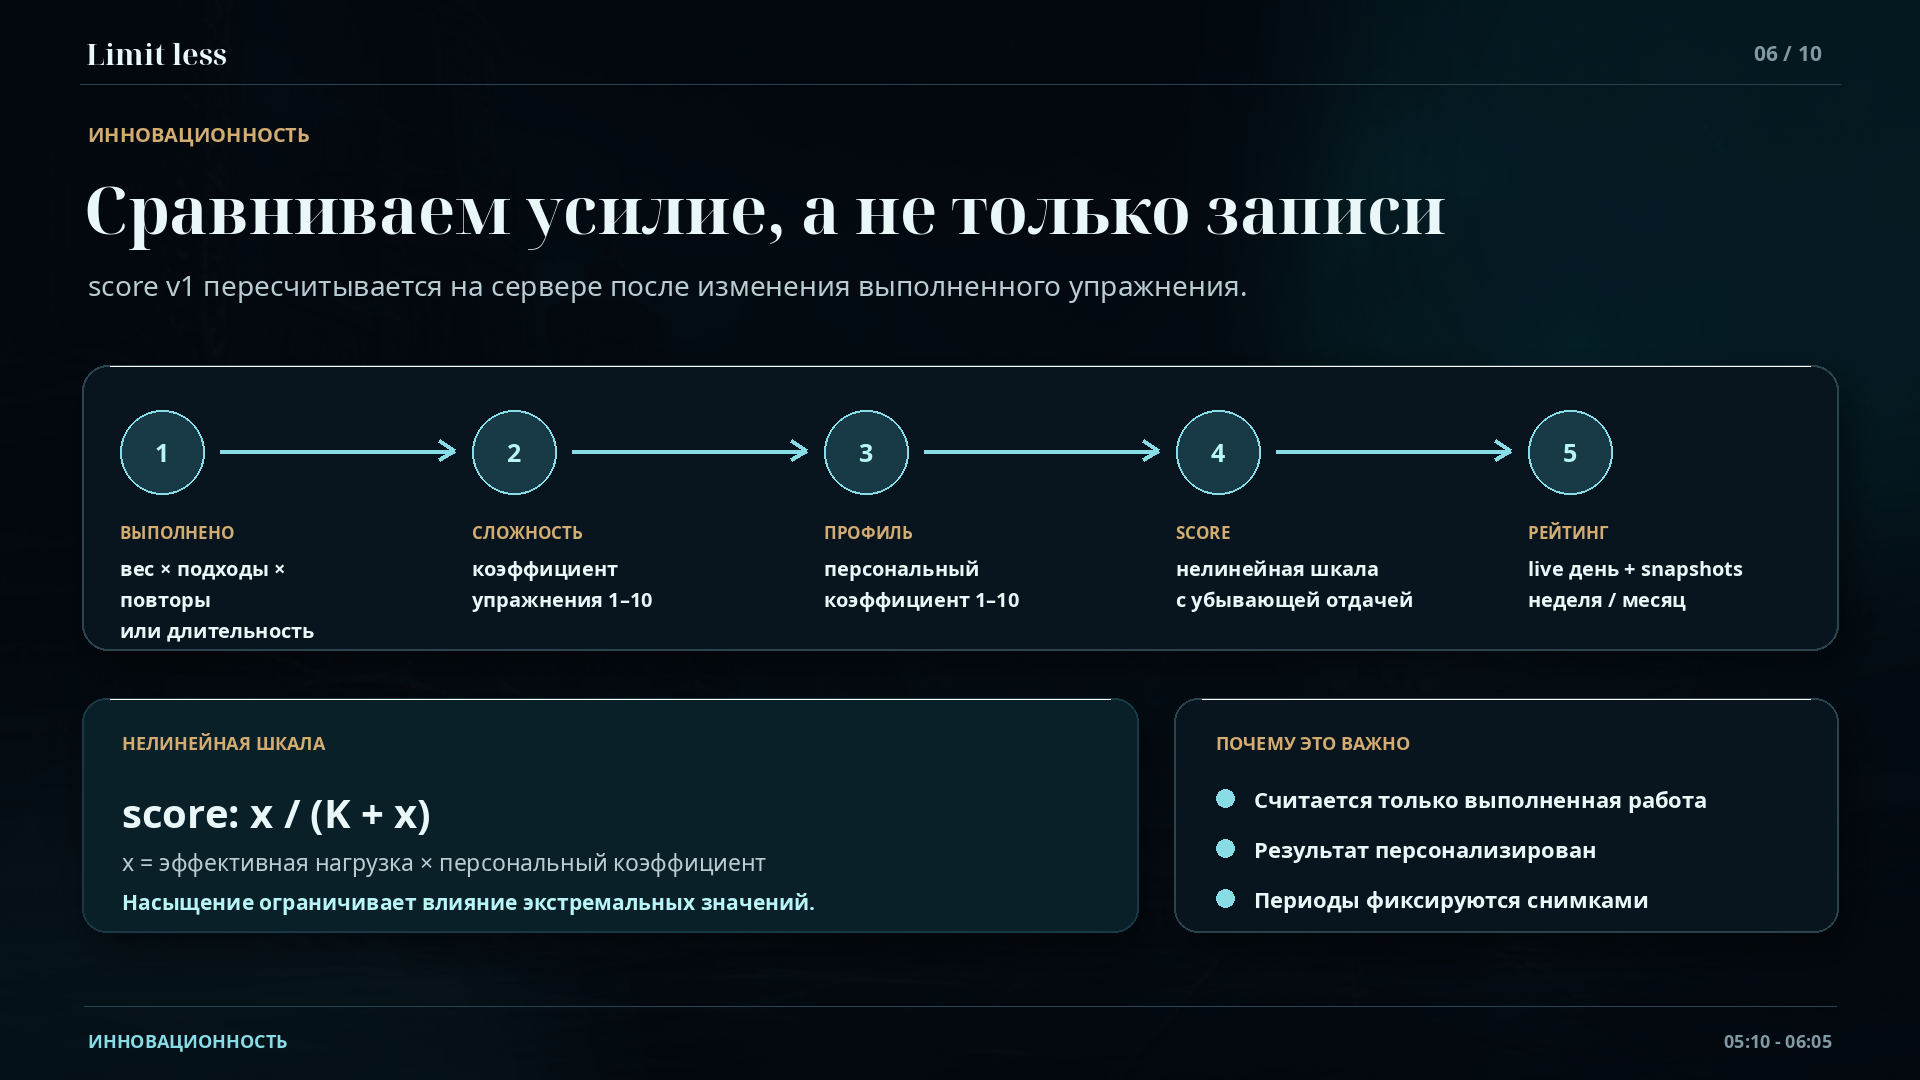 Limit less
06 / 10
ИННОВАЦИОННОСТЬ
Сравниваем усилие, а не только записи
score v1 пересчитывается на сервере после изменения выполненного упражнения.
1
2
3
4
5
ВЫПОЛНЕНО
вес × подходы ×
повторы
или длительность
СЛОЖНОСТЬ
коэффициент
упражнения 1–10
ПРОФИЛЬ
персональный
коэффициент 1–10
SCORE
нелинейная шкала
с убывающей отдачей
РЕЙТИНГ
live день + snapshots
неделя / месяц
НЕЛИНЕЙНАЯ ШКАЛА
score: x / (K + x)
x = эффективная нагрузка × персональный коэффициент
Насыщение ограничивает влияние экстремальных значений.
ПОЧЕМУ ЭТО ВАЖНО
Считается только выполненная работа
Результат персонализирован
Периоды фиксируются снимками
ИННОВАЦИОННОСТЬ
05:10 - 06:05